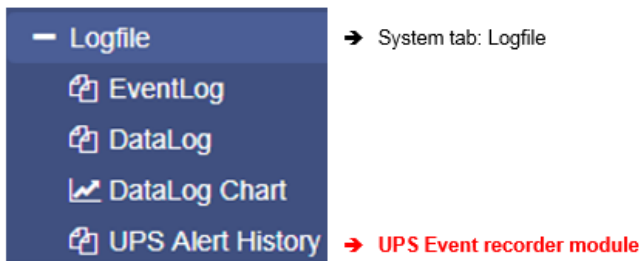 Logfile ➔ System tab: Logfile
EventLog
DataLog
DataLog Chart
UPS Alert History ➔ UPS Event recorder module